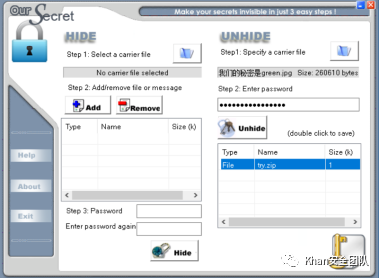 Our Secret
Make your secrets invisible in just 3 easy steps !
HIDE
Step 1: Select a carrier file
No carrier file selected
Step 2: Add/remove file or message
Add
Remove
Type Name Size (k)
Step 3: Password
Enter password again
Hide
UNHIDE
Step1: Specify a carrier file
我们的秘密是green.jpg Size: 260610 bytes
Step 2: Enter password
••••••••••••••••
Unhide
(double click to save)
Type Name Size (k)
File try.zip 1
Help
About
Exit
Khan安全团队